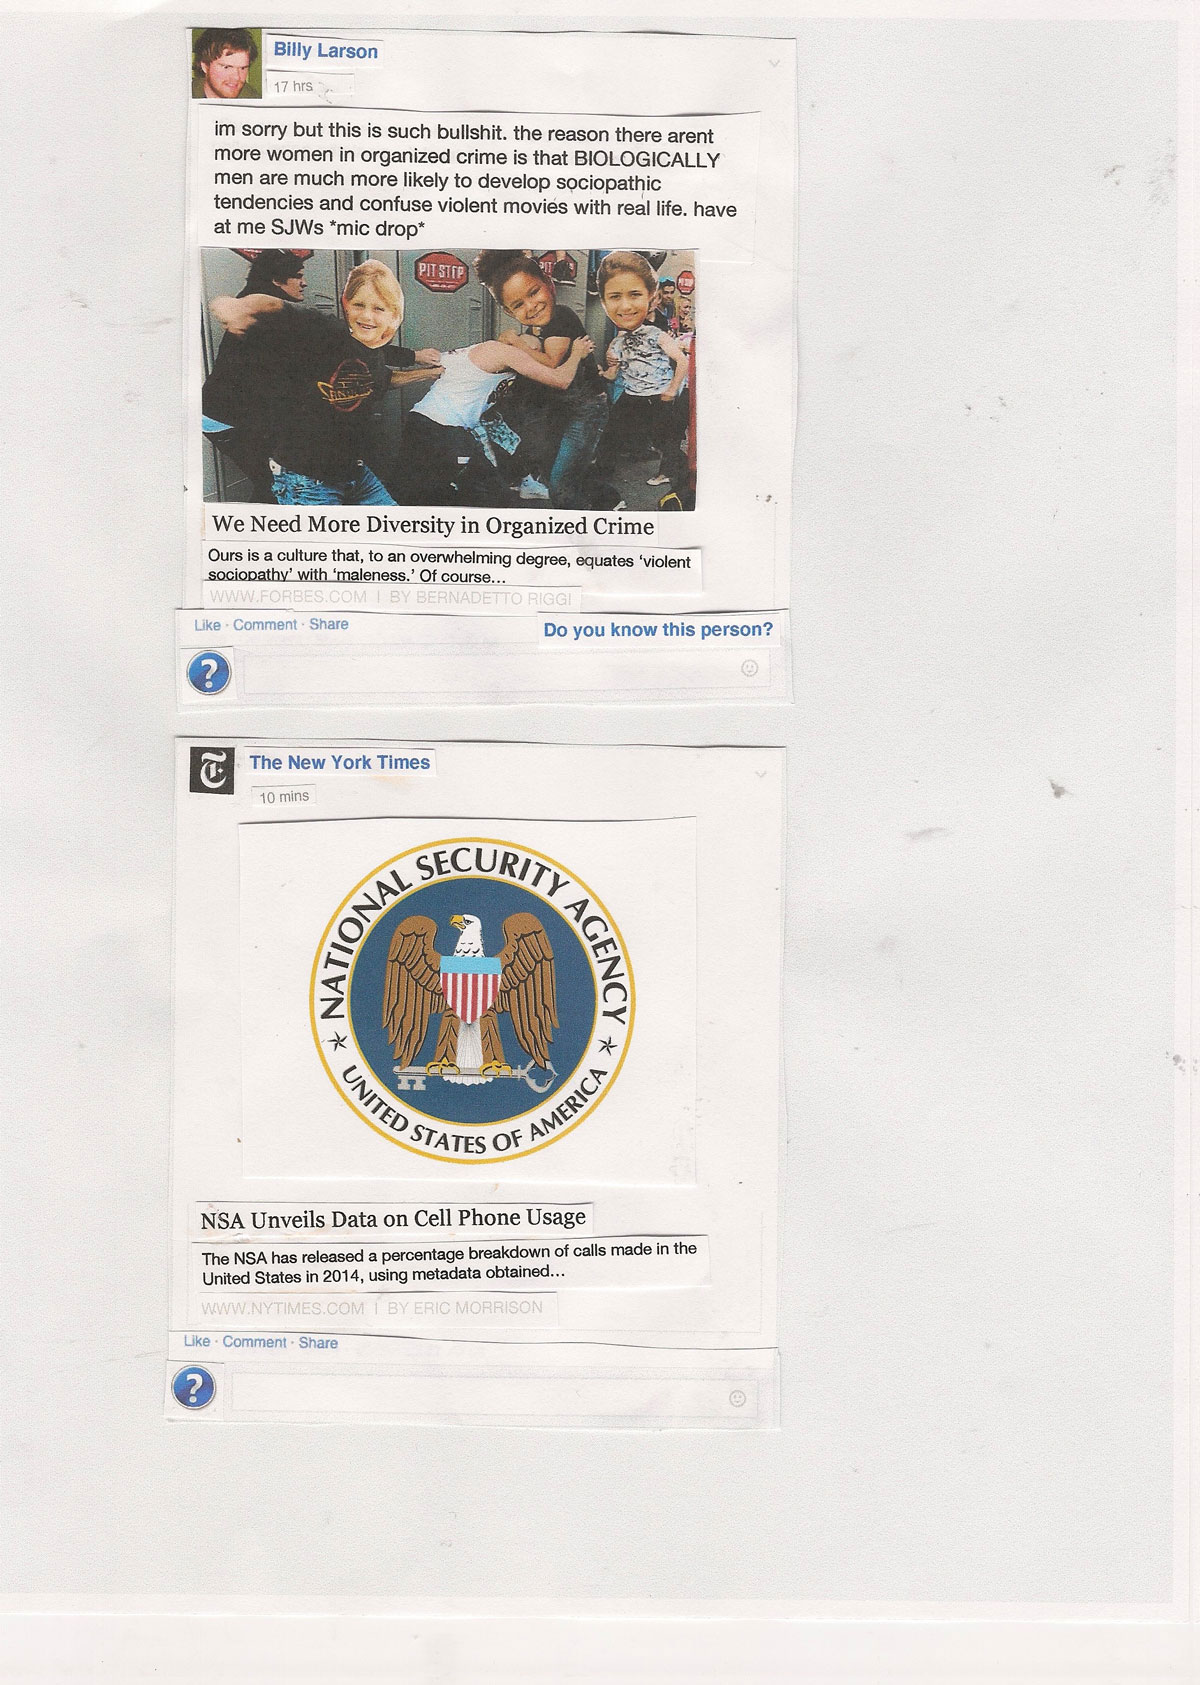 Billy Larson
17 hrs
im sorry but this is such bullshit. the reason there arent
more women in organized crime is that BIOLOGICALLY
men are much more likely to develop sociopathic
tendencies and confuse violent movies with real life. have
at me SJWs *mic drop*
PIT STOP
We Need More Diversity in Organized Crime
Ours is a culture that, to an overwhelming degree, equates ‘violent
sociopathy’ with ‘maleness.’ Of course...
WWW.FORBES.COM | BY BERNADETTO RIGGI
Like · Comment · Share
Do you know this person?
?
The New York Times
10 mins
NATIONAL SECURITY AGENCY
UNITED STATES OF AMERICA
NSA Unveils Data on Cell Phone Usage
The NSA has released a percentage breakdown of calls made in the
United States in 2014, using metadata obtained...
WWW.NYTIMES.COM | BY ERIC MORRISON
Like · Comment · Share
?